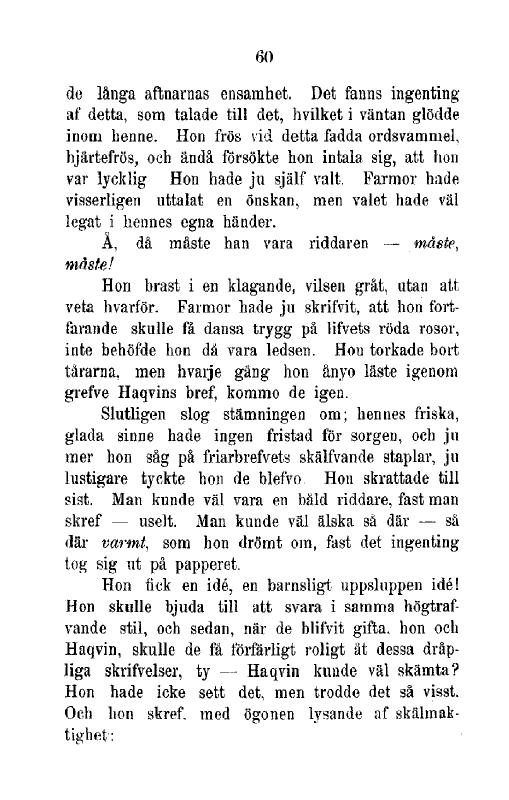 60
de långa aftnarnas ensamhet. Det fanns ingenting
af detta, som talade till det, hvilket i väntan glödde
inom henne. Hon frös vid detta fadda ordsvammel,
hjärtefrös, och ändå försökte hon intala sig, att hon
var lycklig Hon hade ju själf valt. Farmor hade
visserligen uttalat en önskan, men valet hade väl
legat i hennes egna händer.
Å, då måste han vara riddaren — måste,
måste!
Hon brast i en klagande, vilsen gråt, utan att
veta hvarför. Farmor hade ju skrifvit, att hon fort-
farande skulle få dansa trygg på lifvets röda rosor,
inte behöfde hon då vara ledsen. Hon torkade bort
tårarna, men hvarje gång hon ånyo läste igenom
grefve Haqvins bref, kommo de igen.
Slutligen slog stämningen om; hennes friska,
glada sinne hade ingen fristad för sorgen, och ju
mer hon såg på friarbrefvets skälfvande staplar, ju
lustigare tyckte hon de blefvo. Hon skrattade till
sist. Man kunde väl vara en båld riddare, fast man
skref — uselt. Man kunde väl älska så där — så
där varmt, som hon drömt om, fast det ingenting
tog sig ut på papperet.
Hon fick en idé, en barnsligt uppsluppen idé!
Hon skulle bjuda till att svara i samma högtraf-
vande stil, och sedan, när de blifvit gifta, hon och
Haqvin, skulle de få förfärligt roligt åt dessa dråp-
liga skrifvelser, ty — Haqvin kunde väl skämta?
Hon hade icke sett det, men trodde det så visst.
Och hon skref, med ögonen lysande af skälmak-
tighet: